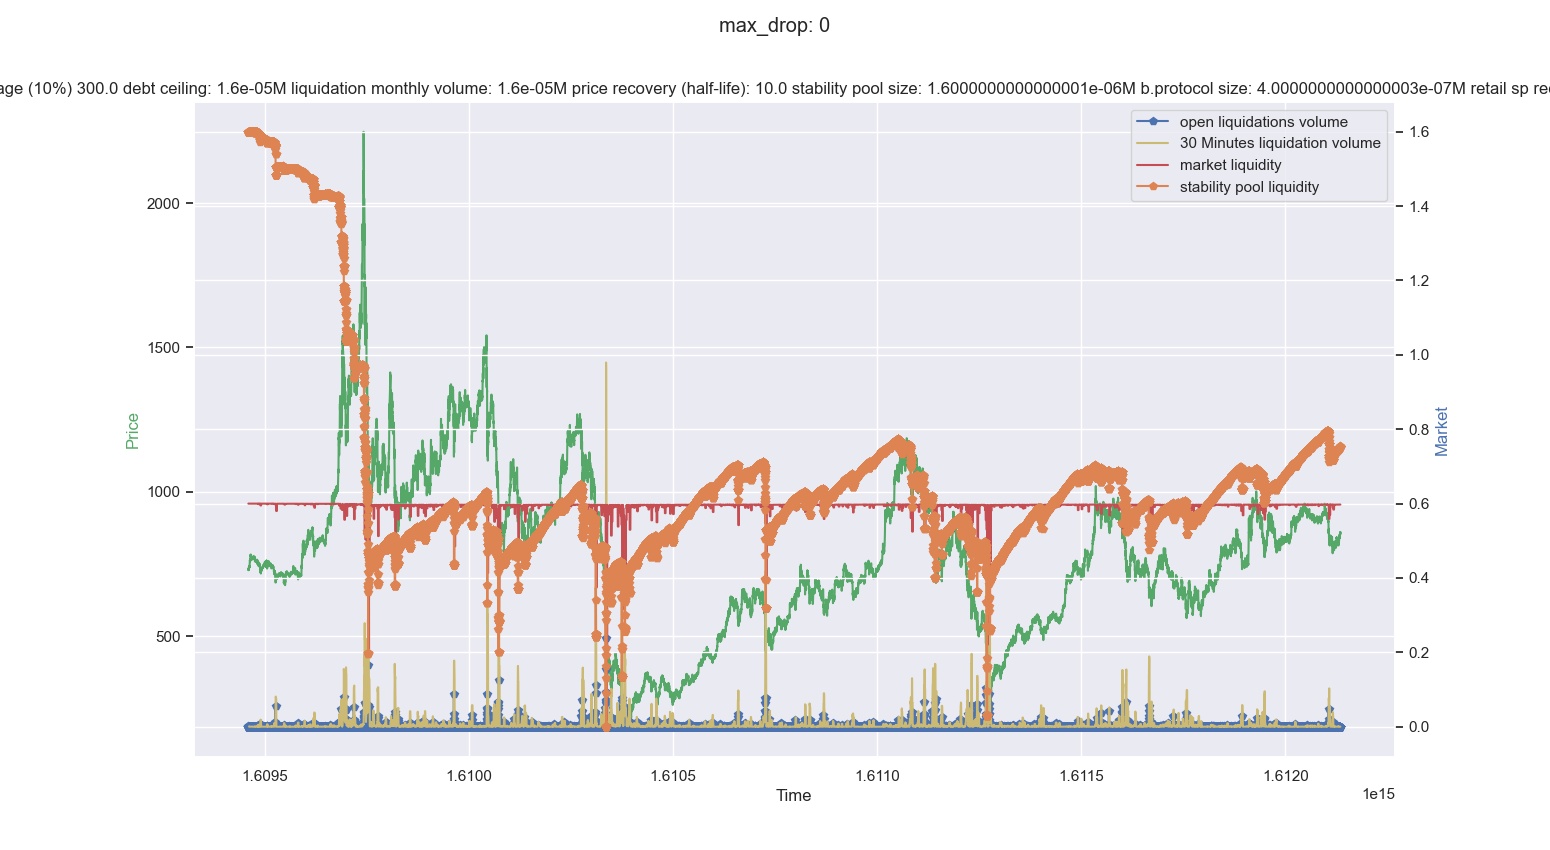 max_drop: 0
(10%) 300.0 debt ceiling: 1.6e-05M liquidation monthly volume: 1.6e-05M price recovery (half-life): 10.0 stability pool size: 1.6000000000000001e-06M b.protocol size: 4.0000000000000003e-07M retail sp
open liquidations volume
30 Minutes liquidation volume
market liquidity
stability pool liquidity
2000
1500
1000
500
Price
1.6
1.4
1.2
1.0
0.8
0.6
0.4
0.2
0.0
Market
1.6095 1.6100 1.6105 1.6110 1.6115 1.6120
Time
1e15